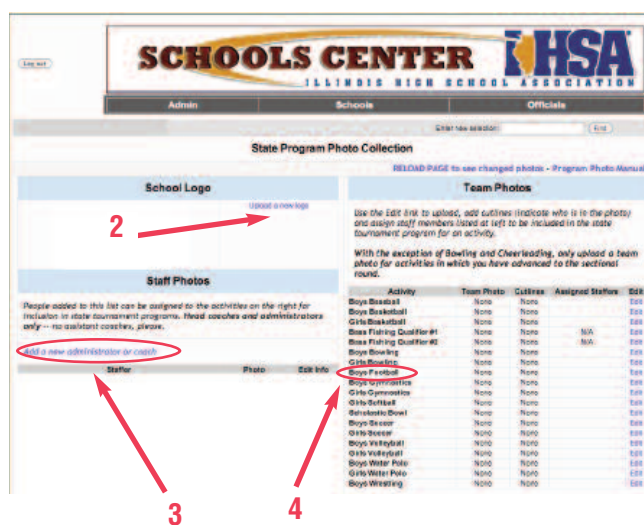 Log out
SCHOOLS CENTER IHSA
ILLINOIS HIGH SCHOOL ASSOCIATION
Admin Schools Officials
Enter new selection: Find
State Program Photo Collection
RELOAD PAGE to see changed photos - Program Photo Manual
School Logo
Upload a new logo
2
Staff Photos
People added to this list can be assigned to the activities on the right for
inclusion in state tournament programs. Head coaches and administrators
only -- no assistant coaches, please.
Add a new administrator or coach
Staffer Photo Edit Info
3
Team Photos
Use the Edit link to upload, add cutlines (indicate who is in the photo)
and assign staff members listed at left to be included in the state
tournament program for an activity.
With the exception of Bowling and Cheerleading, only upload a team
photo for activities in which you have advanced to the sectional
round.
Activity Team Photo Cutlines Assigned Staffers Edit
Boys Baseball None None Edit
Boys Basketball None None Edit
Girls Basketball None None Edit
Bass Fishing Qualifier #1 None None N/A Edit
Bass Fishing Qualifier #2 None None N/A Edit
Boys Bowling None None Edit
Girls Bowling None None Edit
Boys Football None None Edit
Boys Gymnastics None None Edit
Girls Gymnastics None None Edit
Girls Softball None None Edit
Scholastic Bowl None None Edit
Boys Soccer None None Edit
Girls Soccer None None Edit
Boys Volleyball None None Edit
Girls Volleyball None None Edit
Boys Water Polo None None Edit
Girls Water Polo None None Edit
Boys Wrestling None None Edit
4